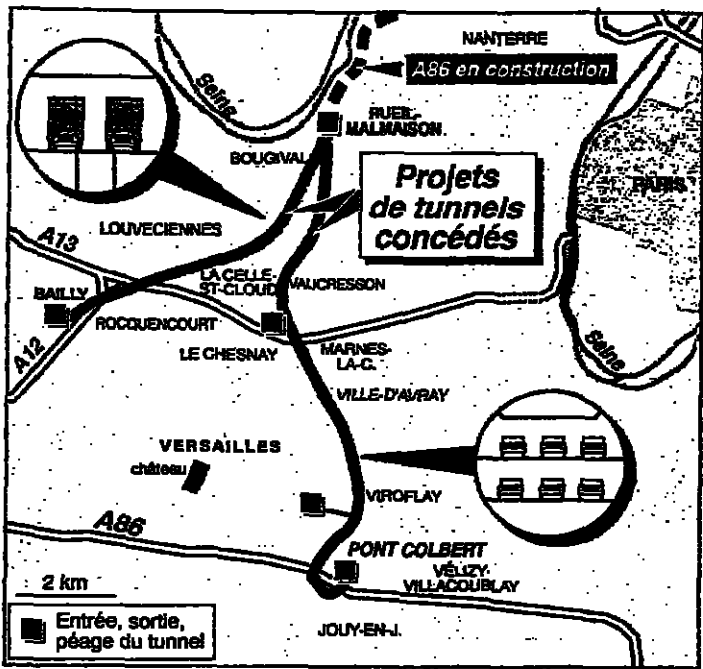 NANTERRE
Seine
A86 en construction
RUEIL-
MALMAISON
BOUGIVAL
Projets
de tunnels
concédés
PARIS
LOUVECIENNES
A13
LA CELLE-
ST-CLOUD
VAUCRESSON
BAILLY
ROCQUENCOURT
A12
LE CHESNAY
MARNES-
LA-C.
Seine
VILLE-D'AVRAY
VERSAILLES
château
VIROFLAY
A86
PONT COLBERT
VÉLIZY-
VILLACOUBLAY
2 km
Entrée, sortie,
péage du tunnel
JOUY-EN-J.